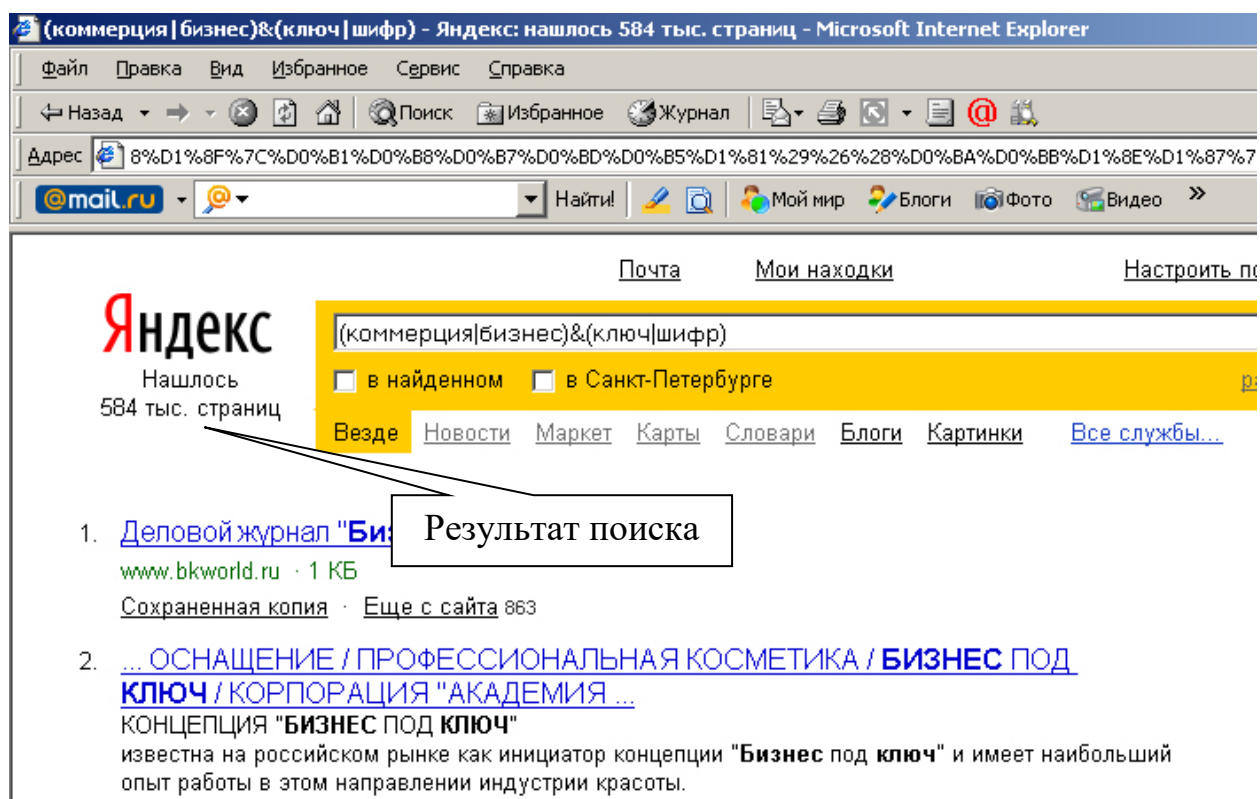 (коммерция|бизнес)&(ключ|шифр) - Яндекс: нашлось 584 тыс. страниц - Microsoft Internet Explorer
Файл Правка Вид Избранное Сервис Справка
Назад Поиск Избранное Журнал
Адрес 8%D1%8F%7C%D0%B1%D0%B8%D0%B7%D0%BD%D0%B5%D1%81%29%26%28%D0%BA%D0%BB%D1%8E%D1%87%7
@mail.ru Найти! Мой мир Блоги Фото Видео »
Почта Мои находки Настроить по
Яндекс
(коммерция|бизнес)&(ключ|шифр)
Нашлось
584 тыс. страниц
в найденном в Санкт-Петербурге
Везде Новости Маркет Карты Словари Блоги Картинки Все службы...
Результат поиска
1. Деловой журнал "Биз
www.bkworld.ru · 1 КБ
Сохраненная копия · Еще с сайта 863
2. ... ОСНАЩЕНИЕ / ПРОФЕССИОНАЛЬНАЯ КОСМЕТИКА / БИЗНЕС ПОД
КЛЮЧ / КОРПОРАЦИЯ "АКАДЕМИЯ ...
КОНЦЕПЦИЯ "БИЗНЕС ПОД КЛЮЧ"
известна на российском рынке как инициатор концепции "Бизнес под ключ" и имеет наибольший
опыт работы в этом направлении индустрии красоты.